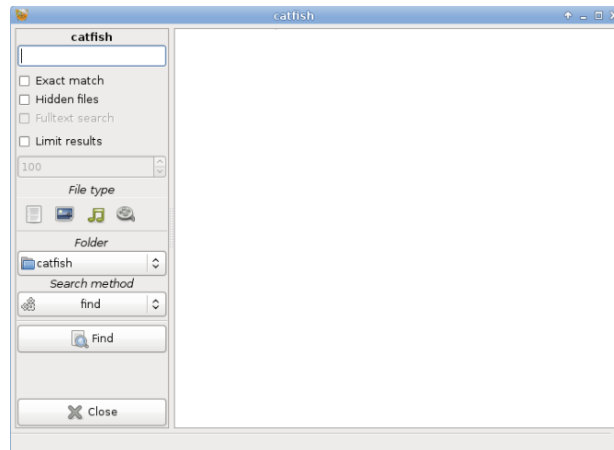 catfish
catfish
Exact match
Hidden files
Fulltext search
Limit results
100
File type
Folder
catfish
Search method
find
Find
Close